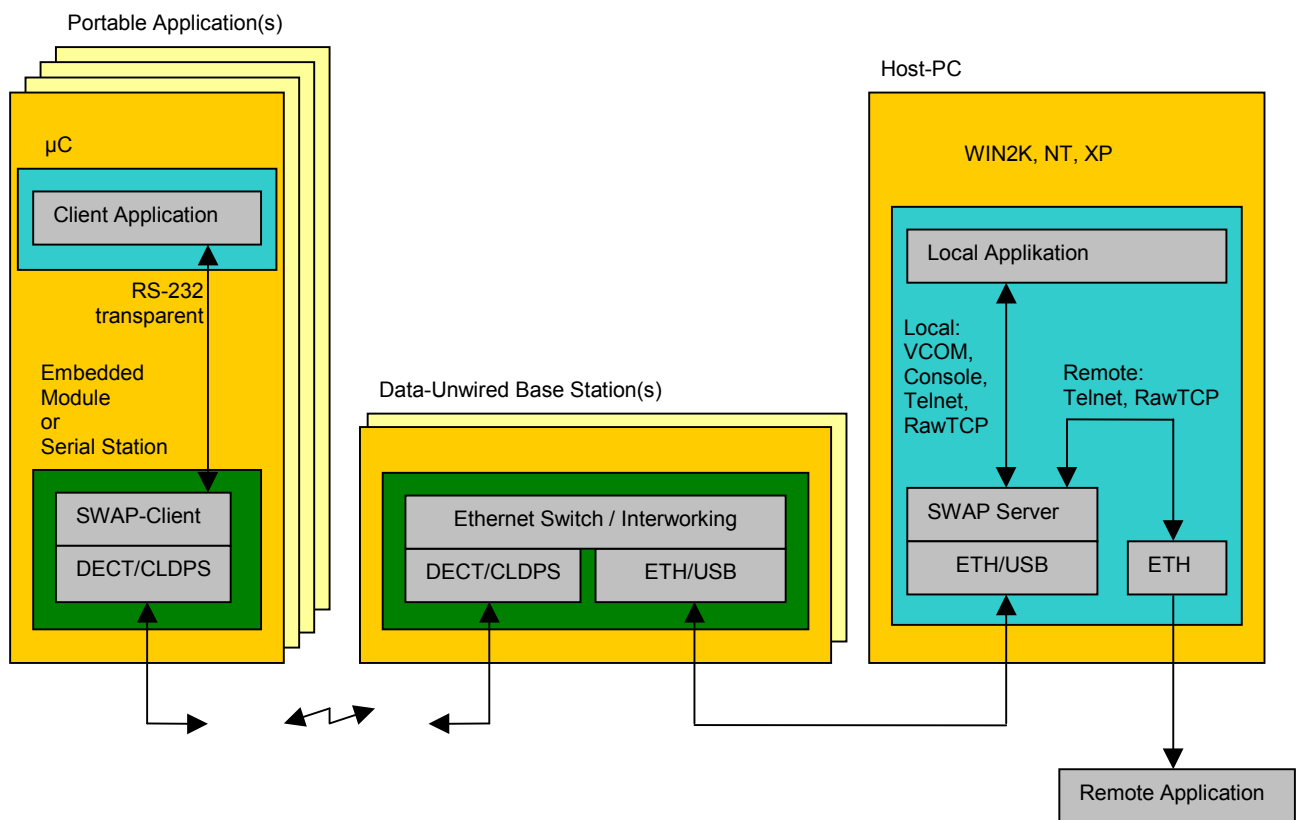 Portable Application(s)
µC
Client Application
RS-232
transparent
Embedded
Module
or
Serial Station
SWAP-Client
DECT/CLDPS
Data-Unwired Base Station(s)
Ethernet Switch / Interworking
DECT/CLDPS
ETH/USB
Host-PC
WIN2K, NT, XP
Local Applikation
Local:
VCOM,
Console,
Telnet,
RawTCP
Remote:
Telnet, RawTCP
SWAP Server
ETH/USB
ETH
Remote Application